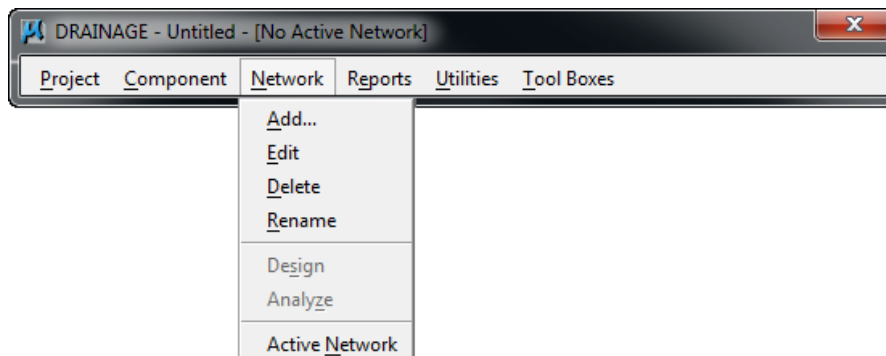 DRAINAGE - Untitled - [No Active Network]
Project Component Network Reports Utilities Tool Boxes
Add...
Edit
Delete
Rename
Design
Analyze
Active Network